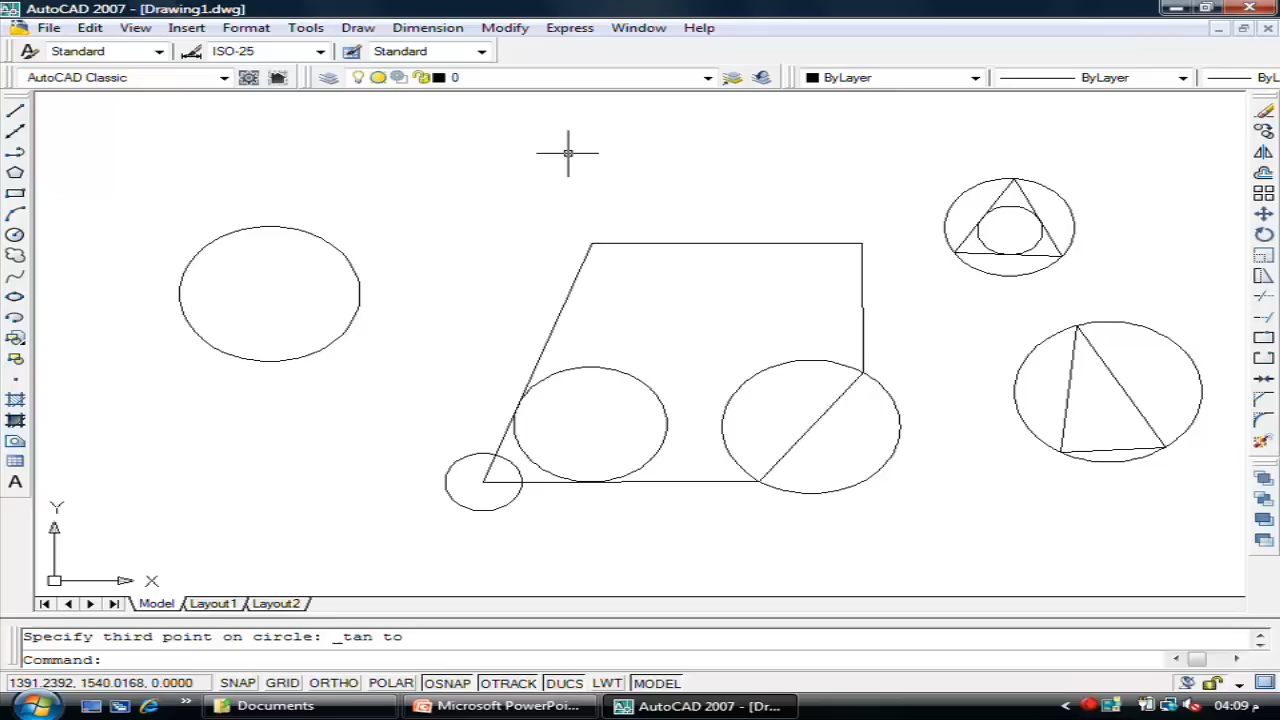 AutoCAD 2007 - [Drawing1.dwg]
File Edit View Insert Format Tools Draw Dimension Modify Express Window Help
Standard ISO-25 Standard
AutoCAD Classic 0 ByLayer ByLayer ByL
A
Y
X
Model Layout1 Layout2
Specify third point on circle: _tan to
Command:
1391.2392, 1540.0168, 0.0000 SNAP GRID ORTHO POLAR OSNAP OTRACK DUCS LWT MODEL
Documents Microsoft PowerPoi... AutoCAD 2007 - [Dr... 04:09 م